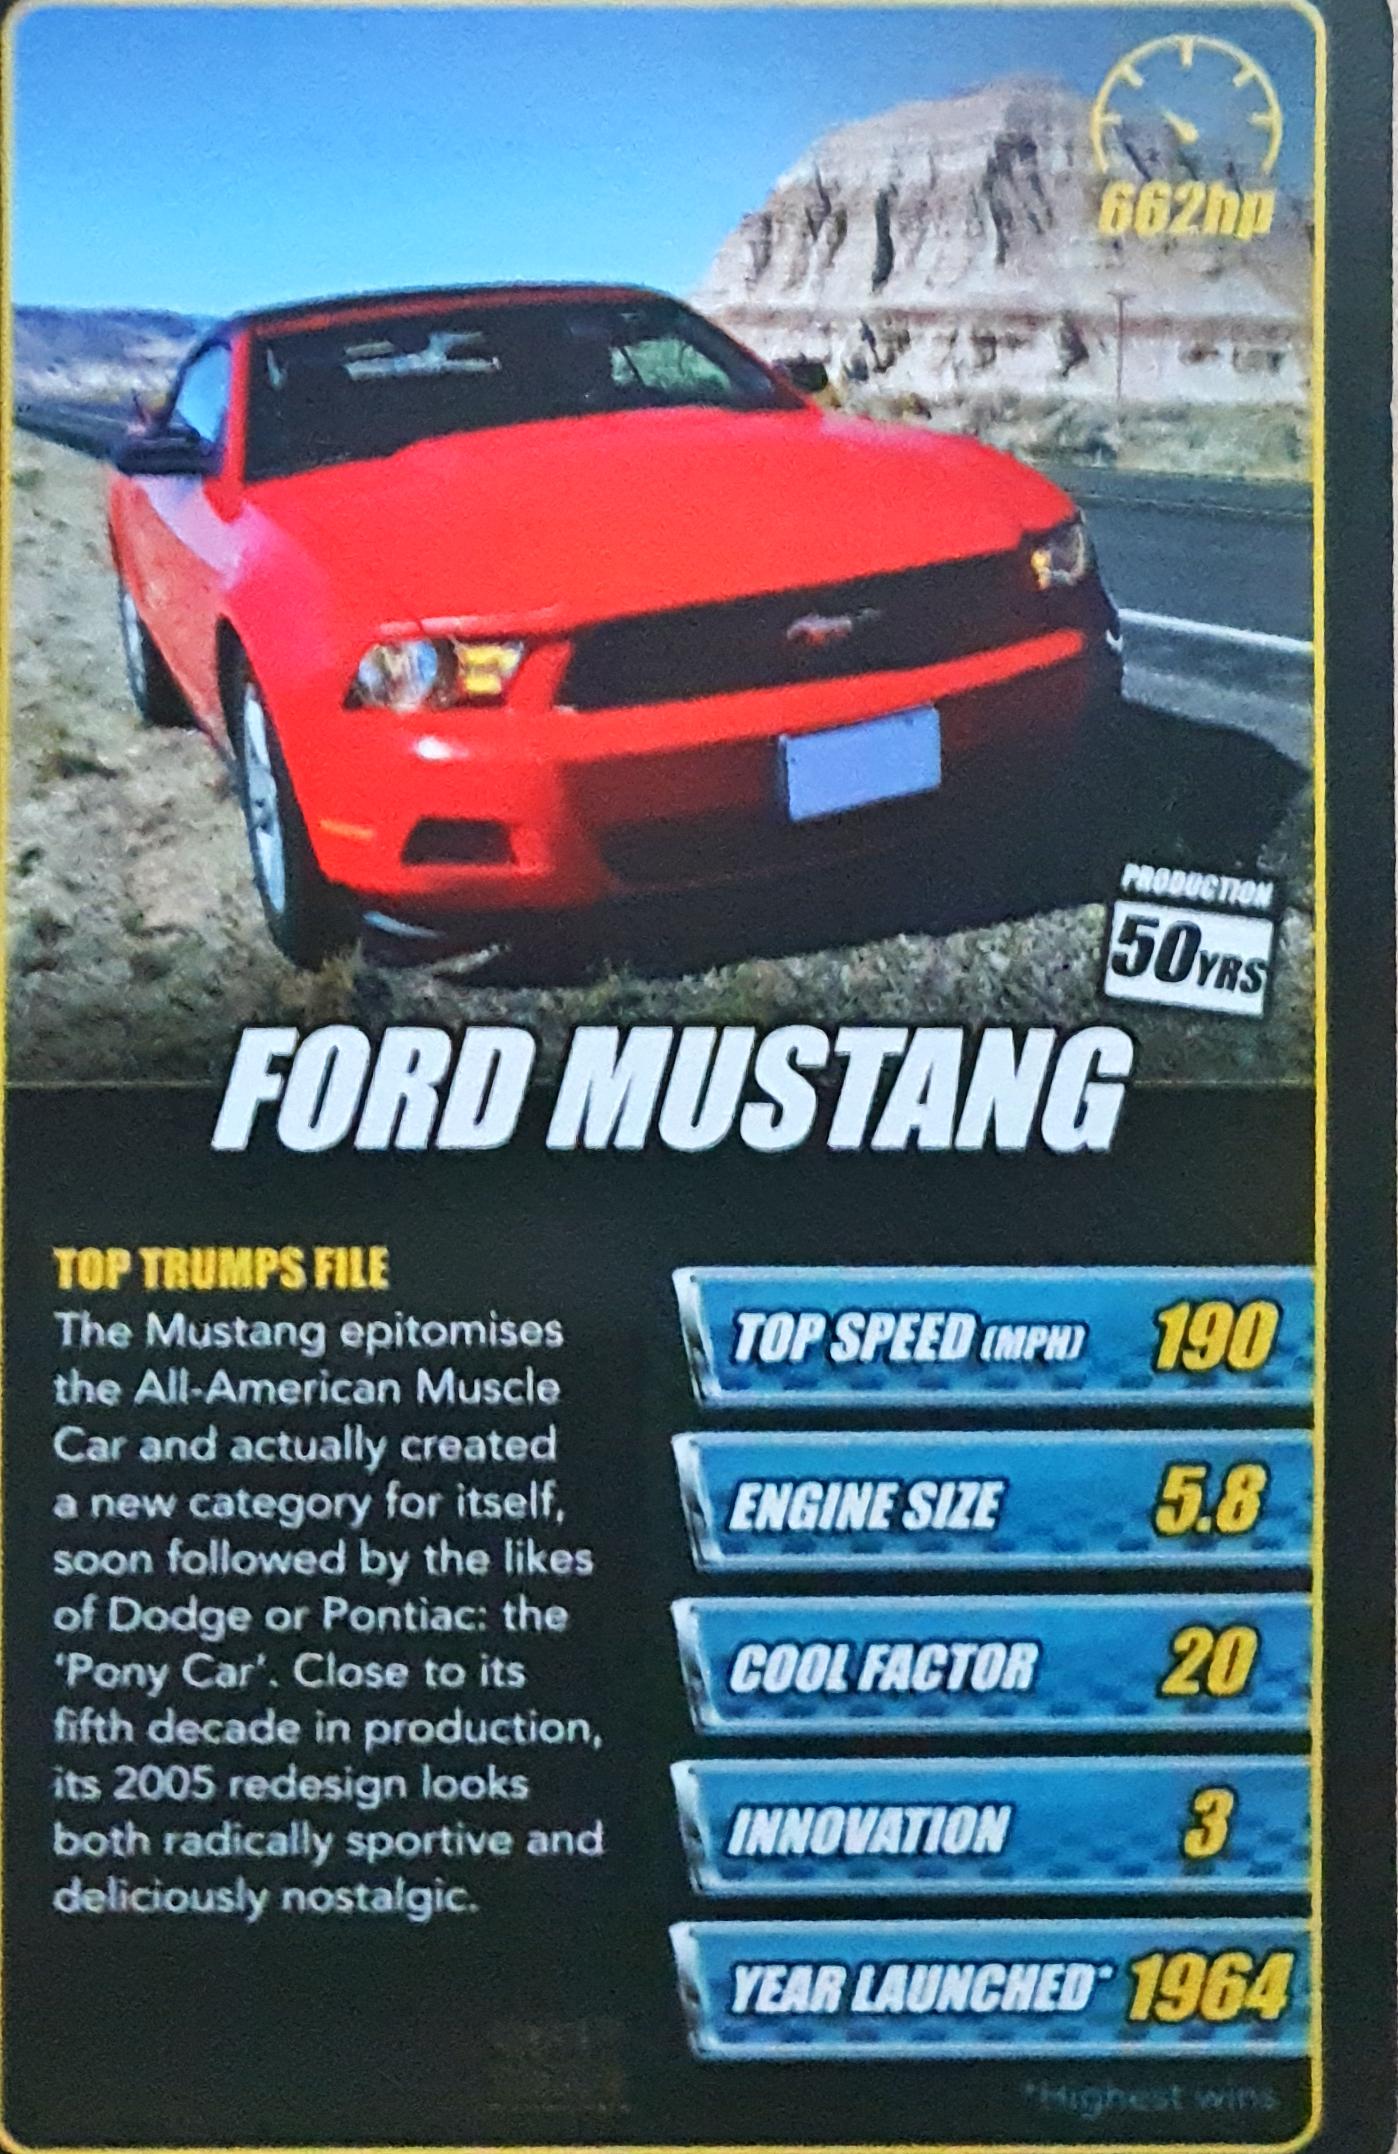 662hp
PRODUCTION
50YRS
FORD MUSTANG
TOP TRUMPS FILE
The Mustang epitomises
the All-American Muscle
Car and actually created
a new category for itself,
soon followed by the likes
of Dodge or Pontiac: the
'Pony Car'. Close to its
fifth decade in production,
its 2005 redesign looks
both radically sportive and
deliciously nostalgic.
TOP SPEED (MPH) 190
ENGINE SIZE 5.8
COOL FACTOR 20
INNOVATION 3
YEAR LAUNCHED* 1964
*Highest wins